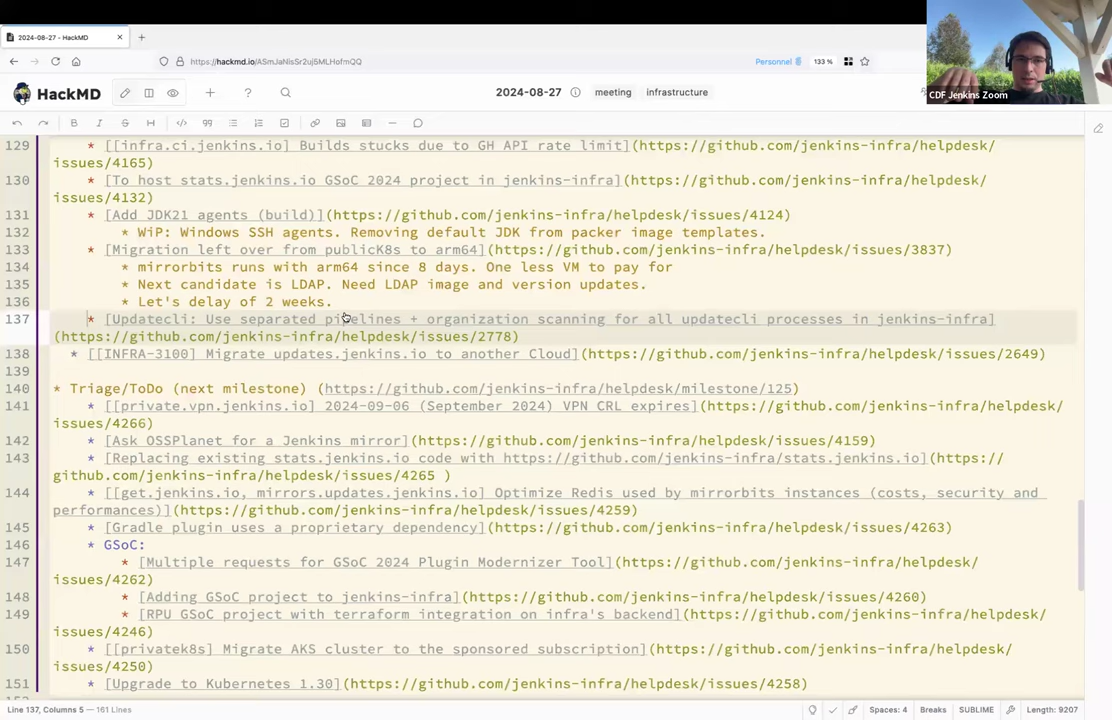 2024-08-27 - HackMD
https://hackmd.io/ASmJaNisSr2uj5MLHofmQQ
Personnel
133 %
CDF Jenkins Zoom
HackMD
2024-08-27
meeting
infrastructure
129 * [[infra.ci.jenkins.io] Builds stucks due to GH API rate limit](https://github.com/jenkins-infra/helpdesk/
issues/4165)
130 * [To host stats.jenkins.io GSoC 2024 project in jenkins-infra](https://github.com/jenkins-infra/helpdesk/
issues/4132)
131 * [Add JDK21 agents (build)](https://github.com/jenkins-infra/helpdesk/issues/4124)
132 * WiP: Windows SSH agents. Removing default JDK from packer image templates.
133 * [Migration left over from publicK8s to arm64](https://github.com/jenkins-infra/helpdesk/issues/3837)
134 * mirrorbits runs with arm64 since 8 days. One less VM to pay for
135 * Next candidate is LDAP. Need LDAP image and version updates.
136 * Let's delay of 2 weeks.
137 * [Updatecli: Use separated pipelines + organization scanning for all updatecli processes in jenkins-infra]
(https://github.com/jenkins-infra/helpdesk/issues/2778)
138 * [[INFRA-3100] Migrate updates.jenkins.io to another Cloud](https://github.com/jenkins-infra/helpdesk/issues/2649)
139
140 * Triage/ToDo (next milestone) (https://github.com/jenkins-infra/helpdesk/milestone/125)
141 * [[private.vpn.jenkins.io] 2024-09-06 (September 2024) VPN CRL expires](https://github.com/jenkins-infra/helpdesk/
issues/4266)
142 * [Ask OSSPlanet for a Jenkins mirror](https://github.com/jenkins-infra/helpdesk/issues/4159)
143 * [Replacing existing stats.jenkins.io code with https://github.com/jenkins-infra/stats.jenkins.io](https://
github.com/jenkins-infra/helpdesk/issues/4265 )
144 * [[get.jenkins.io, mirrors.updates.jenkins.io] Optimize Redis used by mirrorbits instances (costs, security and
performances)](https://github.com/jenkins-infra/helpdesk/issues/4259)
145 * [Gradle plugin uses a proprietary dependency](https://github.com/jenkins-infra/helpdesk/issues/4263)
146 * GSoC:
147 * [Multiple requests for GSoC 2024 Plugin Modernizer Tool](https://github.com/jenkins-infra/helpdesk/
issues/4262)
148 * [Adding GSoC project to jenkins-infra](https://github.com/jenkins-infra/helpdesk/issues/4260)
149 * [RPU GSoC project with terraform integration on infra's backend](https://github.com/jenkins-infra/helpdesk/
issues/4246)
150 * [[privatek8s] Migrate AKS cluster to the sponsored subscription](https://github.com/jenkins-infra/helpdesk/
issues/4250)
151 * [Upgrade to Kubernetes 1.30](https://github.com/jenkins-infra/helpdesk/issues/4258)
Line 137, Columns 5 — 161 Lines
Spaces: 4
Breaks
SUBLIME
Length: 9207